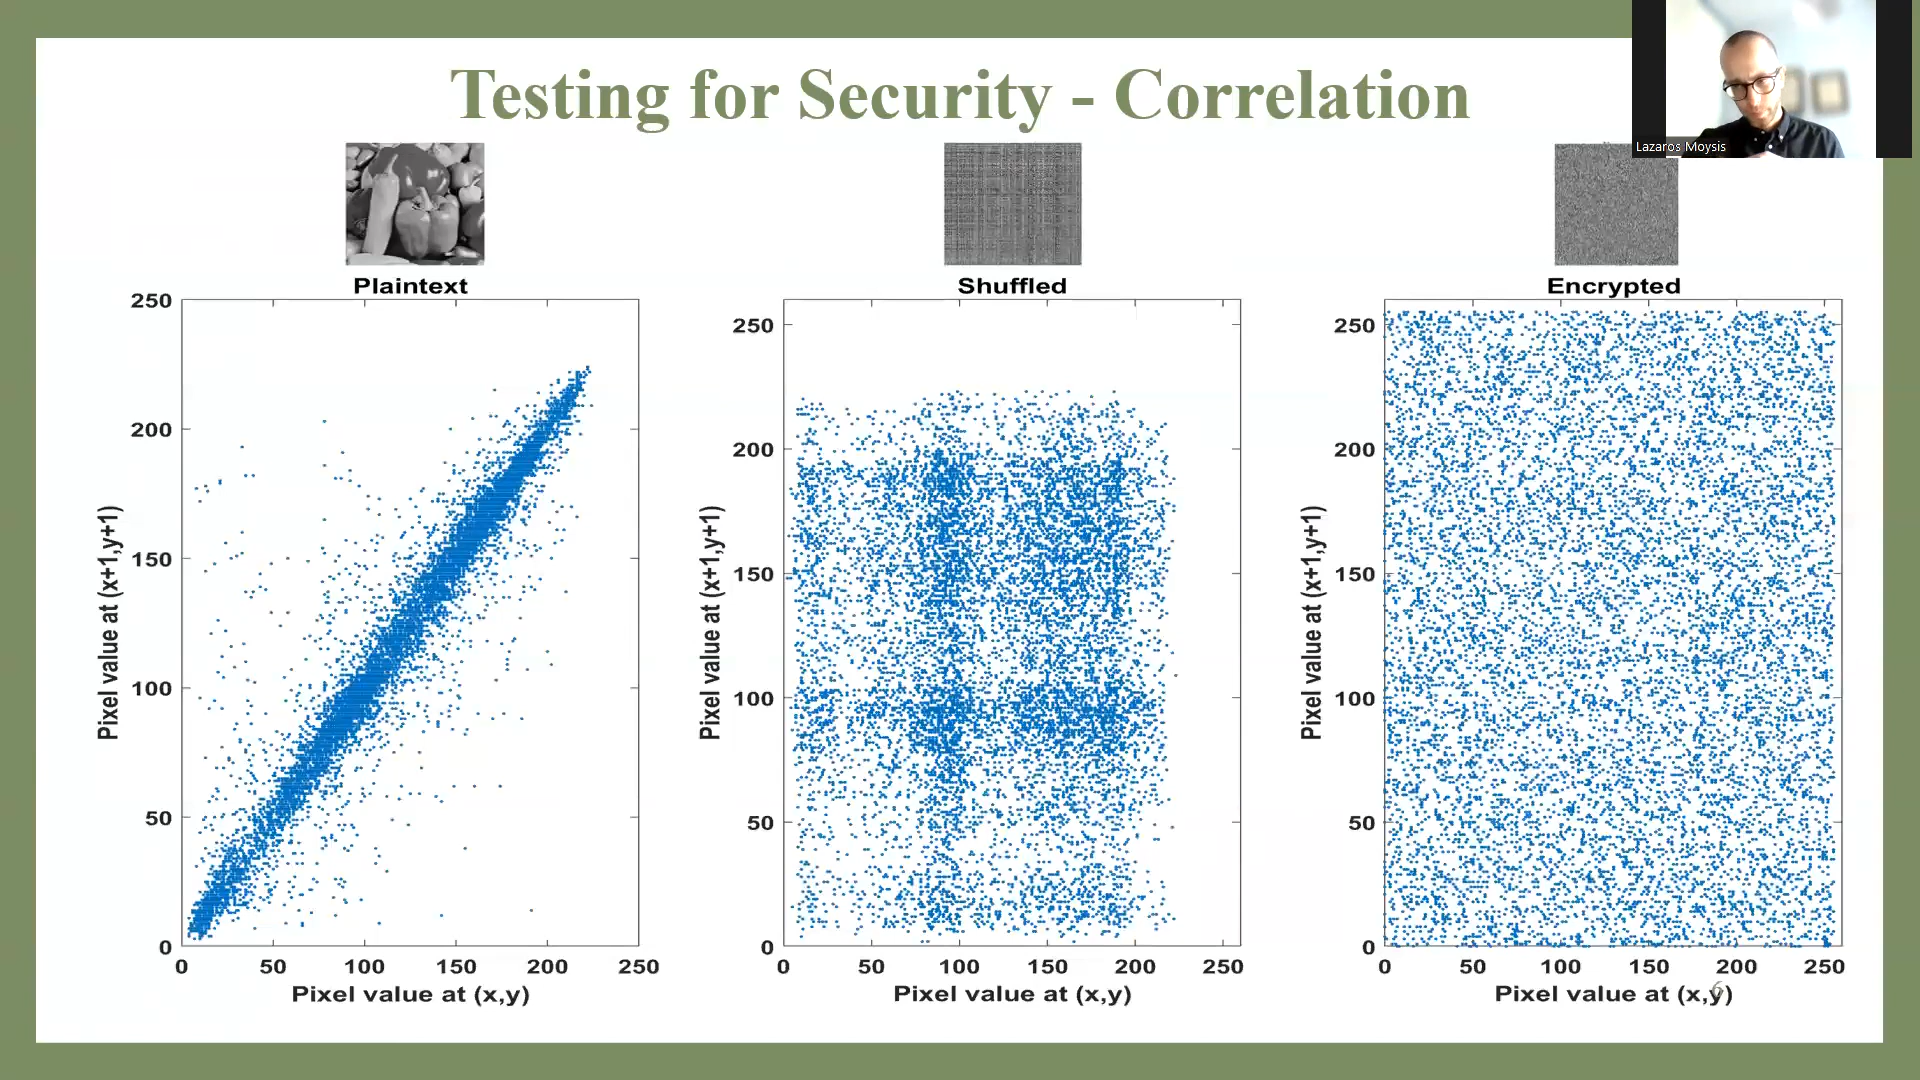 Testing for Security - Correlation
Lazaros Moysis
Plaintext
250
200
150
100
50
0
0 50 100 150 200 250
Pixel value at (x+1,y+1)
Pixel value at (x,y)
Shuffled
250
200
150
100
50
0
0 50 100 150 200 250
Pixel value at (x+1,y+1)
Pixel value at (x,y)
Encrypted
250
200
150
100
50
0
0 50 100 150 200 250
Pixel value at (x+1,y+1)
Pixel value at (x,y)
6